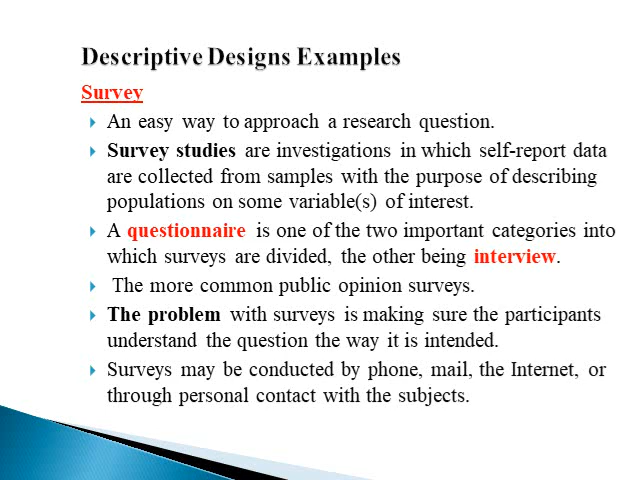 Descriptive Designs Examples
Survey
An easy way to approach a research question.
Survey studies are investigations in which self-report data
are collected from samples with the purpose of describing
populations on some variable(s) of interest.
A questionnaire is one of the two important categories into
which surveys are divided, the other being interview.
The more common public opinion surveys.
The problem with surveys is making sure the participants
understand the question the way it is intended.
Surveys may be conducted by phone, mail, the Internet, or
through personal contact with the subjects.